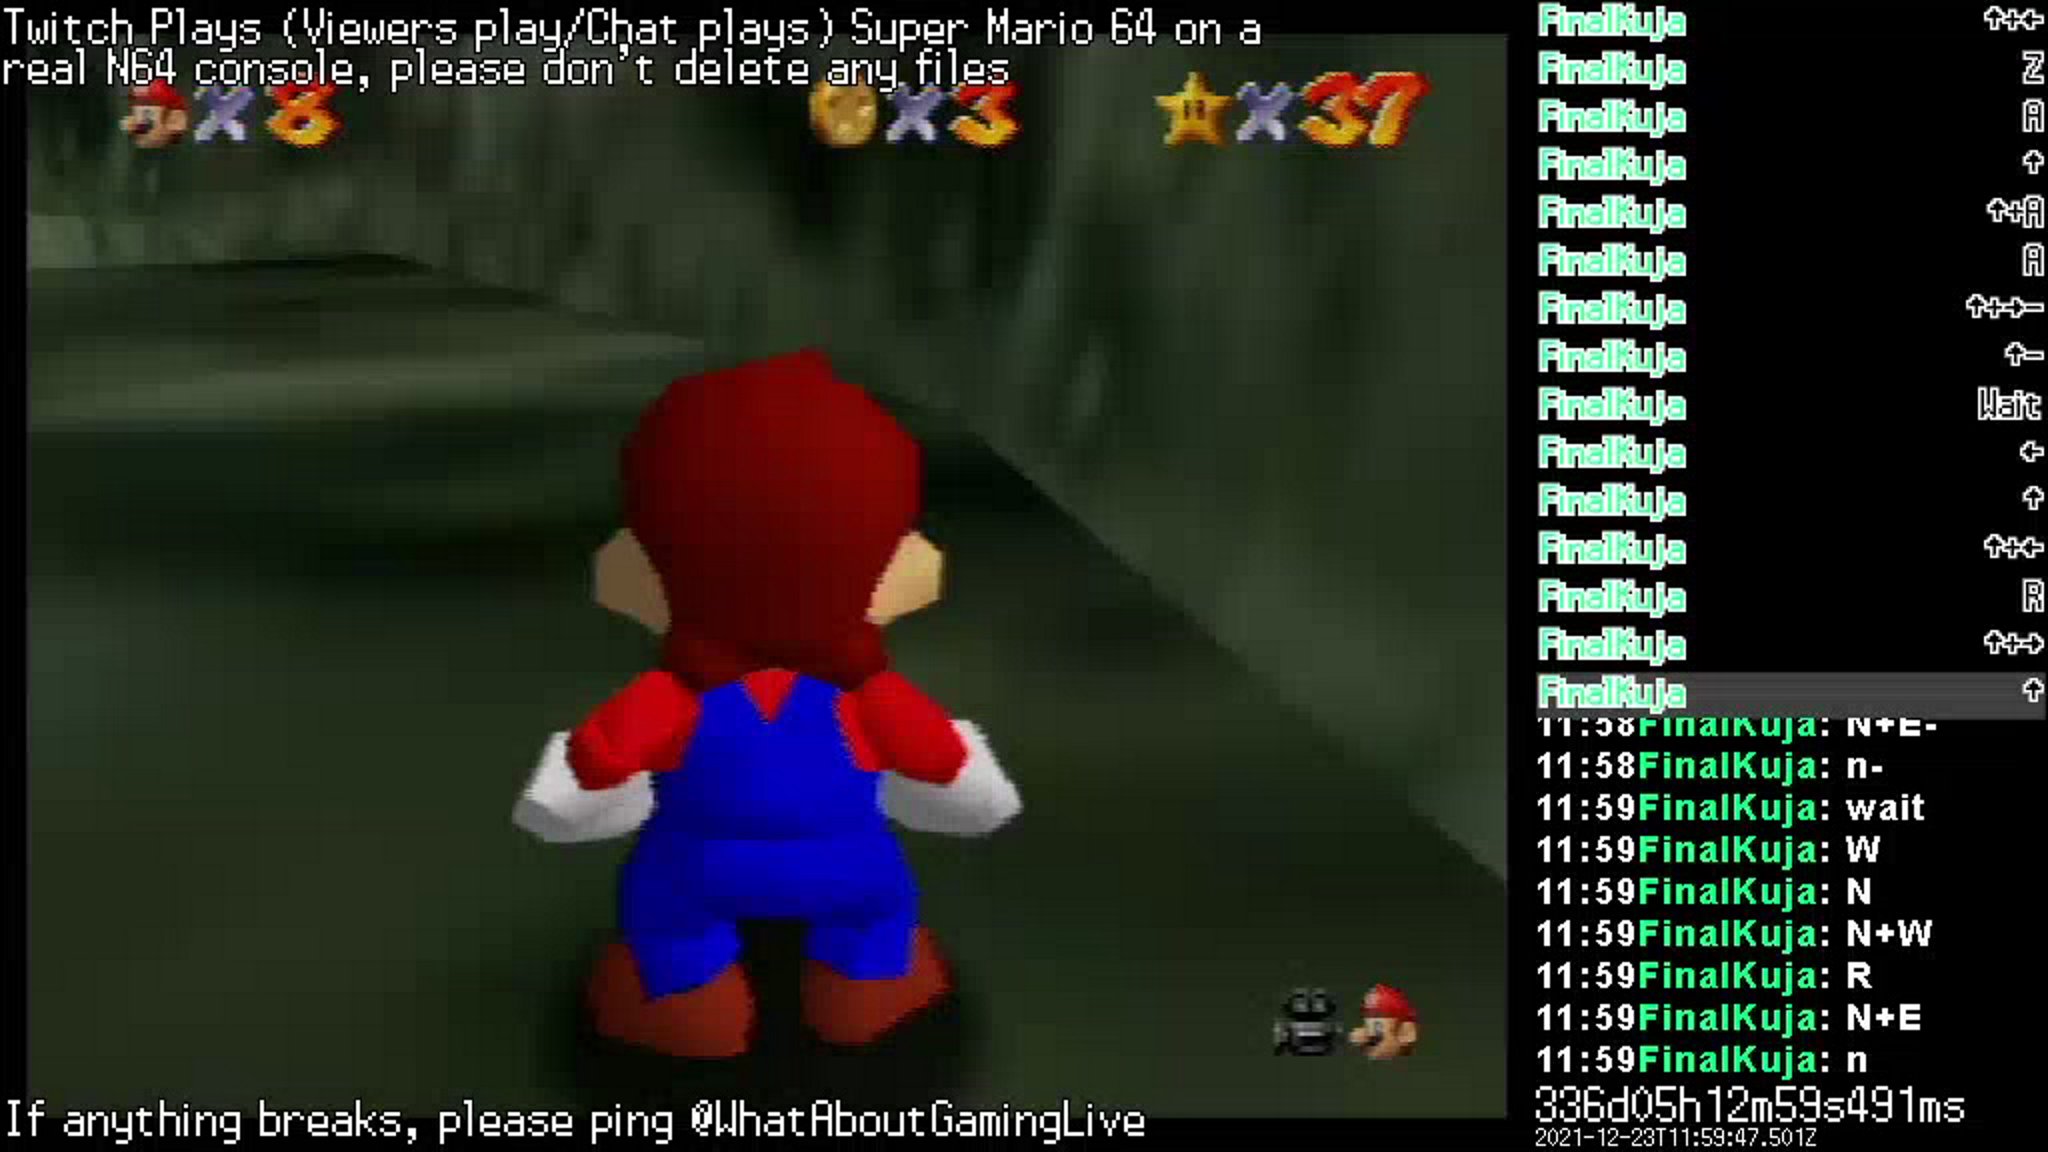 Twitch Plays (Viewers play/Chat plays) Super Mario 64 on a
real N64 console, please don't delete any files
x 8
x 3
x 37
FinalKuja ↑+←
FinalKuja Z
FinalKuja A
FinalKuja ↑
FinalKuja ↑+A
FinalKuja A
FinalKuja ↑+→-
FinalKuja ↑-
FinalKuja Wait
FinalKuja ←
FinalKuja ↑
FinalKuja ↑+←
FinalKuja R
FinalKuja ↑+→
FinalKuja ↑
11:58FinalKuja: N+E-
11:58FinalKuja: n-
11:59FinalKuja: wait
11:59FinalKuja: W
11:59FinalKuja: N
11:59FinalKuja: N+W
11:59FinalKuja: R
11:59FinalKuja: N+E
11:59FinalKuja: n
336d05h12m59s491ms
2021-12-23T11:59:47.501Z
If anything breaks, please ping @WhatAboutGamingLive